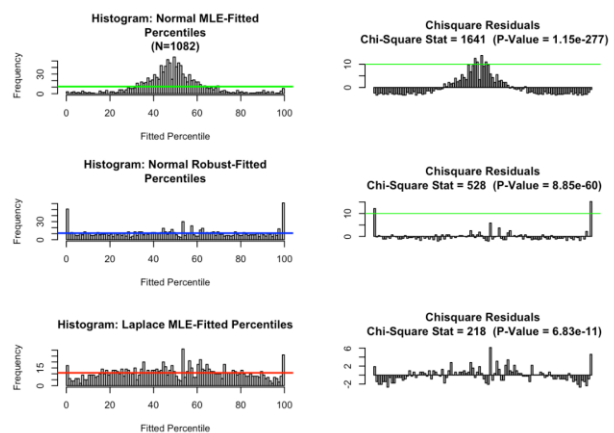 Histogram: Normal MLE-Fitted
Percentiles
(N=1082)
Frequency
0 10 30
0 20 40 60 80 100
Fitted Percentile
Chisquare Residuals
Chi-Square Stat = 1641 (P-Value = 1.15e-277)
0 5 10
Histogram: Normal Robust-Fitted
Percentiles
Frequency
0 10 30
0 20 40 60 80 100
Fitted Percentile
Chisquare Residuals
Chi-Square Stat = 528 (P-Value = 8.85e-60)
0 5 10
Histogram: Laplace MLE-Fitted Percentiles
Frequency
0 5 15
0 20 40 60 80 100
Fitted Percentile
Chisquare Residuals
Chi-Square Stat = 218 (P-Value = 6.83e-11)
-2 2 6